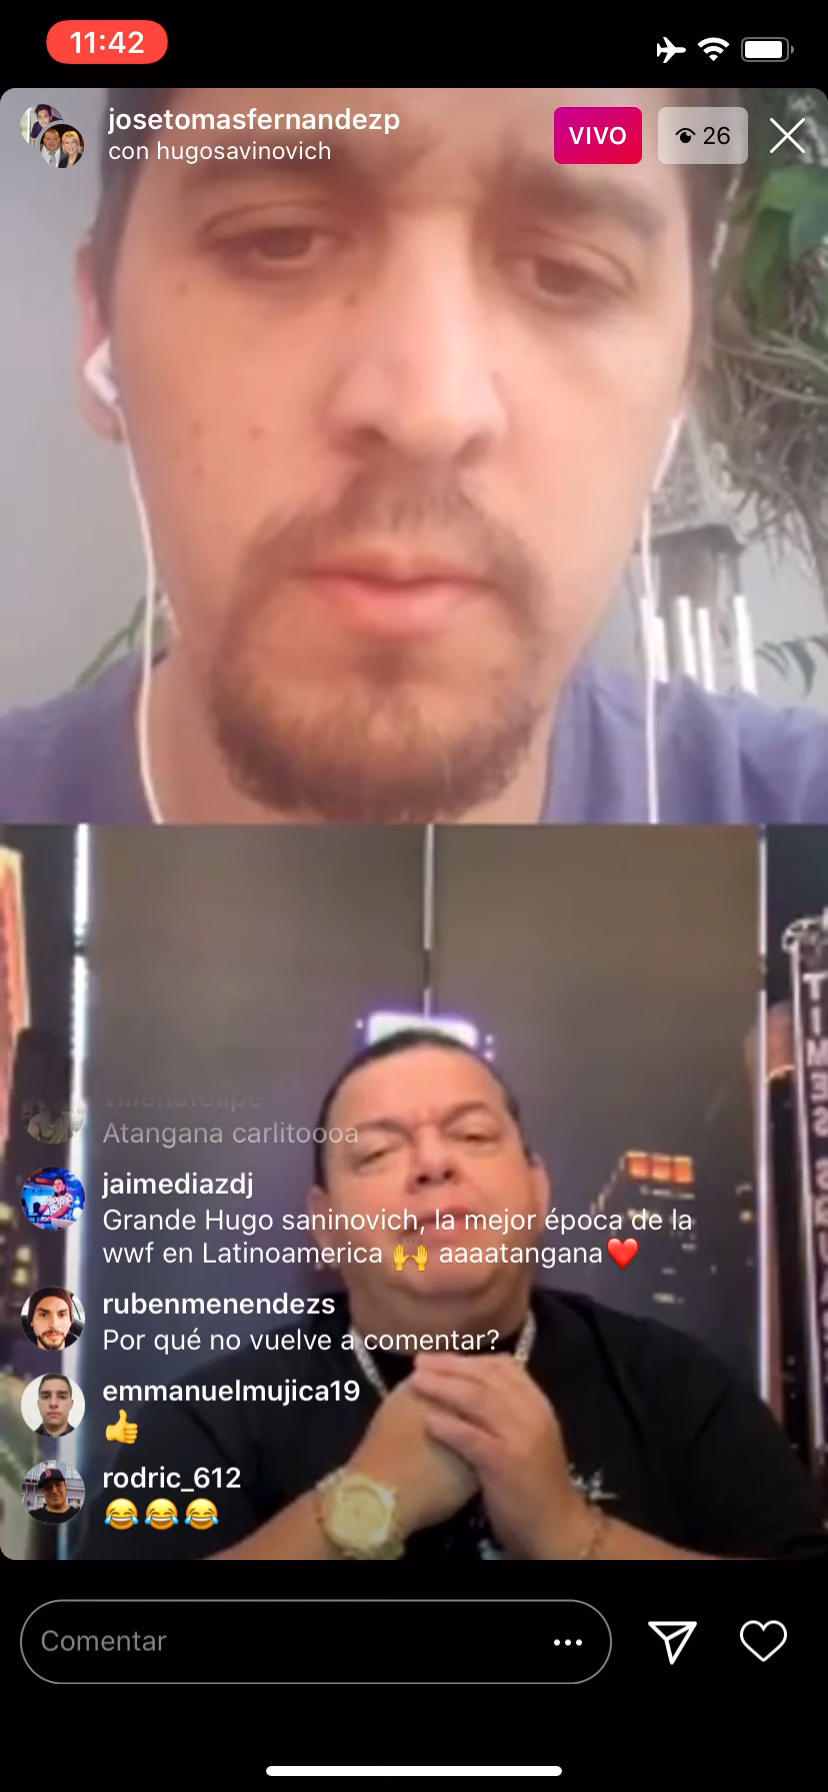 11:42
josetomasfernandezp
con hugosavinovich
VIVO
26
Atangana carlitoooa
jaimediazdj
Grande Hugo saninovich, la mejor época de la
wwf en Latinoamerica 🙌 aaaatangana❤️
rubenmenendezs
Por qué no vuelve a comentar?
emmanuelmujica19
👍
rodric_612
😂😂😂
Comentar